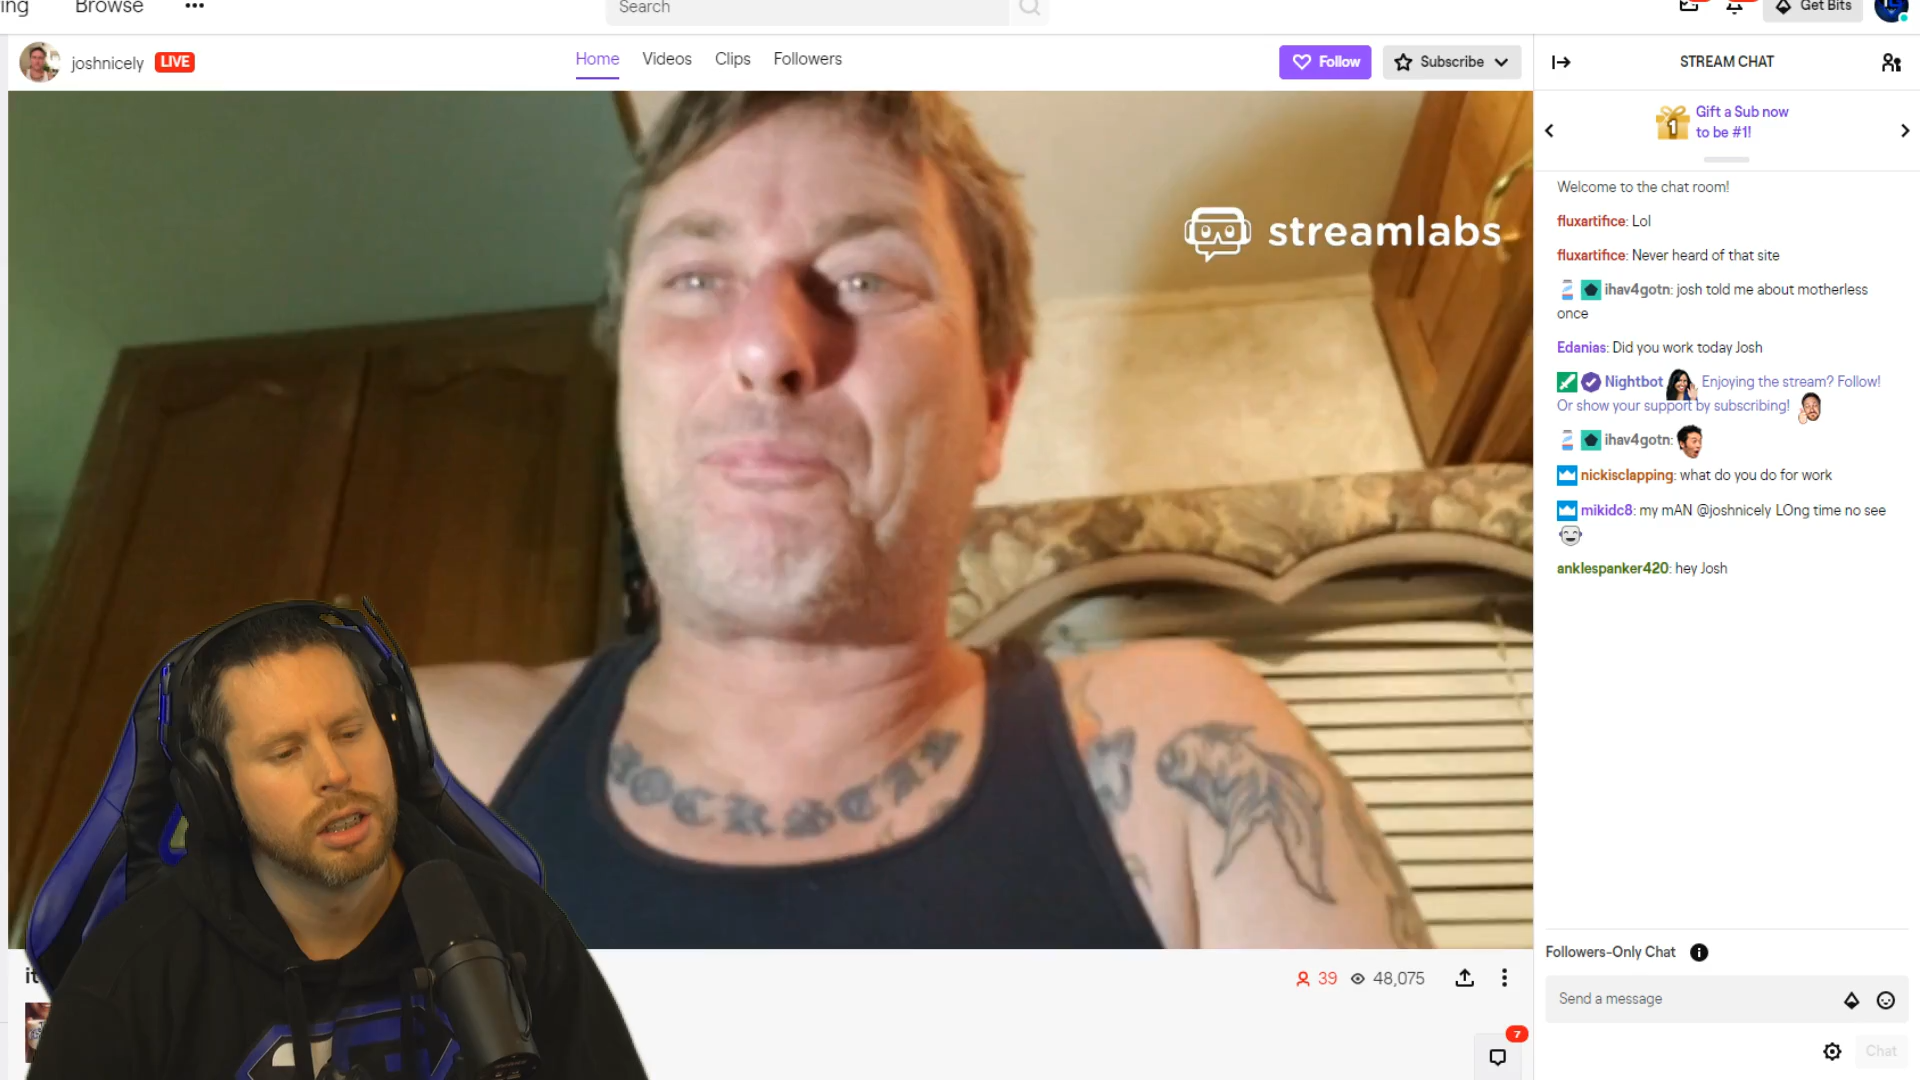 ing
Browse
Search
Get Bits
joshnicely LIVE
Home Videos Clips Followers
Follow Subscribe
STREAM CHAT
Gift a Sub now
to be #1!
1
streamlabs
Welcome to the chat room!
fluxartifice: Lol
fluxartifice: Never heard of that site
ihav4gotn: josh told me about motherless
once
Edanias: Did you work today Josh
Nightbot Enjoying the stream? Follow!
Or show your support by subscribing!
ihav4gotn:
nickisclapping: what do you do for work
mikidc8: my mAN @joshnicely LOng time no see
anklespanker420: hey Josh
it
39 48,075
Followers-Only Chat
Send a message
7
Chat